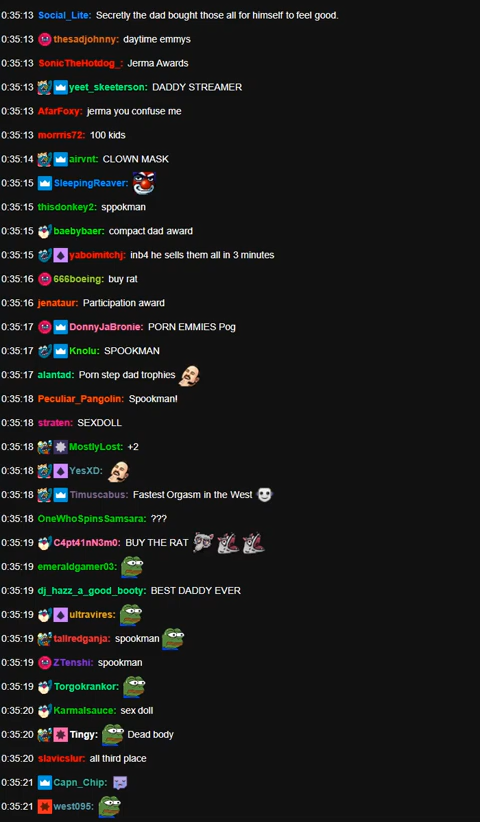 0:35:13 Social_Lite: Secretly the dad bought those all for himself to feel good.
0:35:13 thesadjohnny: daytime emmys
0:35:13 SonicTheHotdog_: Jerma Awards
0:35:13 yeet_skeeterson: DADDY STREAMER
0:35:13 AfarFoxy: jerma you confuse me
0:35:13 morrris72: 100 kids
0:35:14 airvnt: CLOWN MASK
0:35:15 SleepingReaver:
0:35:15 thisdonkey2: sppokman
0:35:15 baebybaer: compact dad award
0:35:15 yaboimitchj: inb4 he sells them all in 3 minutes
0:35:16 666boeing: buy rat
0:35:16 jenataur: Participation award
0:35:17 DonnyJaBronie: PORN EMMIES Pog
0:35:17 Knolu: SPOOKMAN
0:35:17 alantad: Porn step dad trophies
0:35:18 Peculiar_Pangolin: Spookman!
0:35:18 straten: SEXDOLL
0:35:18 MostlyLost: +2
0:35:18 YesXD:
0:35:18 Timuscabus: Fastest Orgasm in the West
0:35:18 OneWhoSpinsSamsara: ???
0:35:19 C4pt41nN3m0: BUY THE RAT
0:35:19 emeraldgamer03:
0:35:19 dj_hazz_a_good_booty: BEST DADDY EVER
0:35:19 ultravires:
0:35:19 tallredganja: spookman
0:35:19 ZTenshi: spookman
0:35:19 Torgokrankor:
0:35:20 Karmalsauce: sex doll
0:35:20 Tingy: Dead body
0:35:20 slavicslur: all third place
0:35:21 Capn_Chip:
0:35:21 west095: